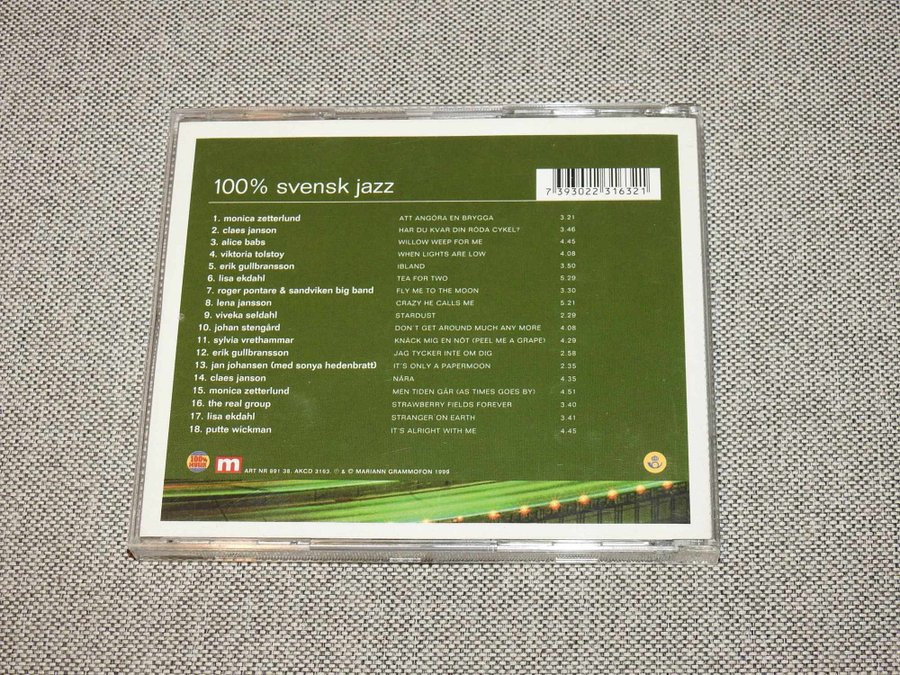 100% svensk jazz
7 393022 316321
1. monica zetterlund ATT ANGÖRA EN BRYGGA 3.21
2. claes janson HAR DU KVAR DIN RÖDA CYKEL? 3.46
3. alice babs WILLOW WEEP FOR ME 4.45
4. viktoria tolstoy WHEN LIGHTS ARE LOW 4.08
5. erik gullbransson IBLAND 3.50
6. lisa ekdahl TEA FOR TWO 5.29
7. roger pontare & sandviken big band FLY ME TO THE MOON 3.30
8. lena jansson CRAZY HE CALLS ME 5.21
9. viveka seldahl STARDUST 2.29
10. johan stengård DON'T GET AROUND MUCH ANY MORE 4.08
11. sylvia vrethammar KNÄCK MIG EN NÖT (PEEL ME A GRAPE) 4.29
12. erik gullbransson JAG TYCKER INTE OM DIG 2.58
13. jan johansen (med sonya hedenbratt) IT'S ONLY A PAPERMOON 2.35
14. claes janson NÄRA 4.35
15. monica zetterlund MEN TIDEN GÅR (AS TIMES GOES BY) 4.51
16. the real group STRAWBERRY FIELDS FOREVER 3.40
17. lisa ekdahl STRANGER ON EARTH 3.41
18. putte wickman IT'S ALRIGHT WITH ME 4.45
100% MUSIK
m ART NR 891 38. AKCD 3163. ℗ & © MARIANN GRAMMOFON 1999